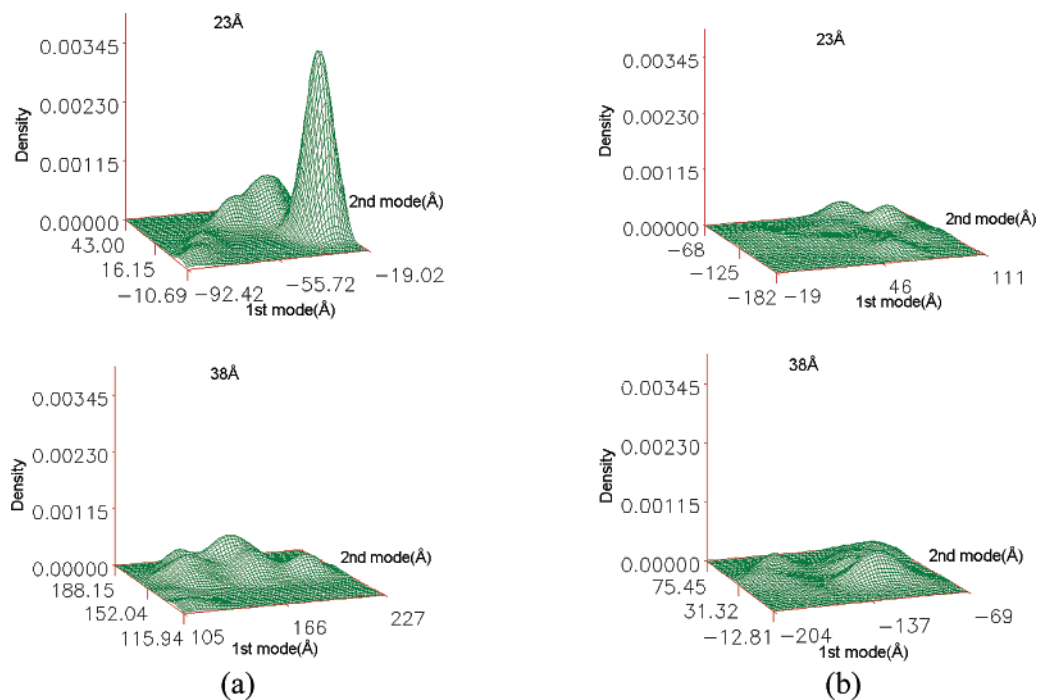 23Å
0.00345
0.00230
0.00115
0.00000
Density
2nd mode(Å)
43.00
16.15
−10.69
−92.42
−55.72
−19.02
1st mode(Å)
23Å
0.00345
0.00230
0.00115
0.00000
Density
2nd mode(Å)
−68
−125
−182
−19
46
111
1st mode(Å)
38Å
0.00345
0.00230
0.00115
0.00000
Density
2nd mode(Å)
188.15
152.04
115.94
105
166
227
1st mode(Å)
38Å
0.00345
0.00230
0.00115
0.00000
Density
2nd mode(Å)
75.45
31.32
−12.81
−204
−137
−69
1st mode(Å)
(a)
(b)